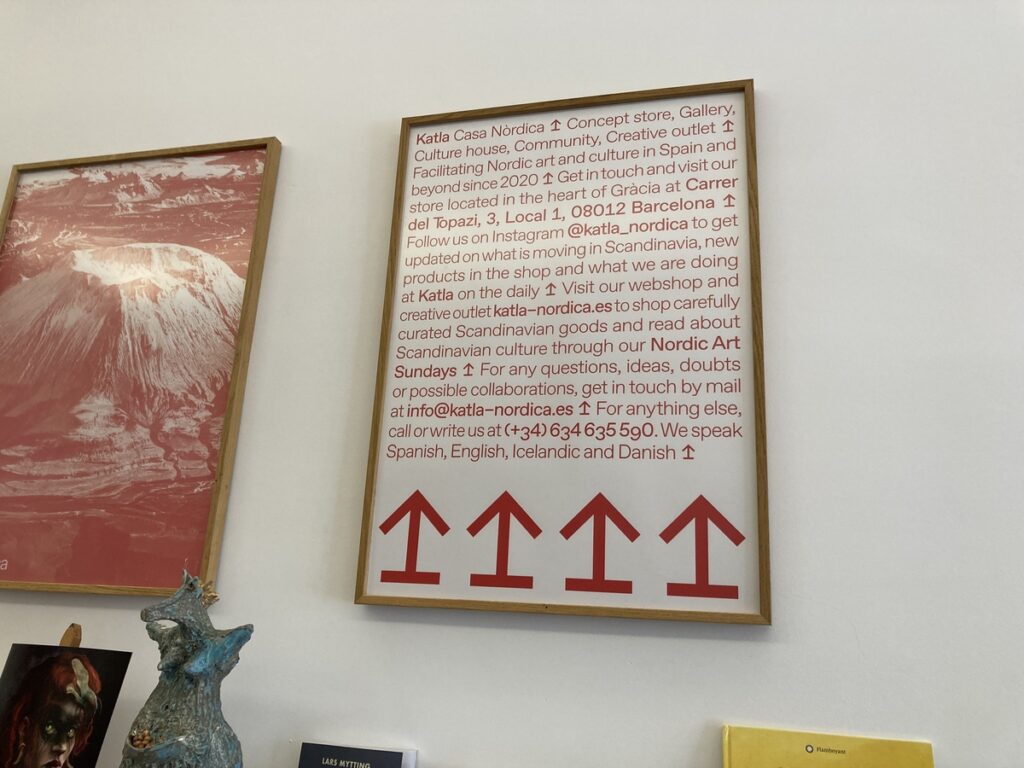 Katla Casa Nòrdica ↥ Concept store, Gallery,
Culture house, Community, Creative outlet ↥
Facilitating Nordic art and culture in Spain and
beyond since 2020 ↥ Get in touch and visit our
store located in the heart of Gràcia at Carrer
del Topazi, 3, Local 1, 08012 Barcelona ↥
Follow us on Instagram @katla_nordica to get
updated on what is moving in Scandinavia, new
products in the shop and what we are doing
at Katla on the daily ↥ Visit our webshop and
creative outlet katla–nordica.es to shop carefully
curated Scandinavian goods and read about
Scandinavian culture through our Nordic Art
Sundays ↥ For any questions, ideas, doubts
or possible collaborations, get in touch by mail
at info@katla–nordica.es ↥ For anything else,
call or write us at (+34) 634 635 590. We speak
Spanish, English, Icelandic and Danish ↥
LARS MYTTING
Flamboyant